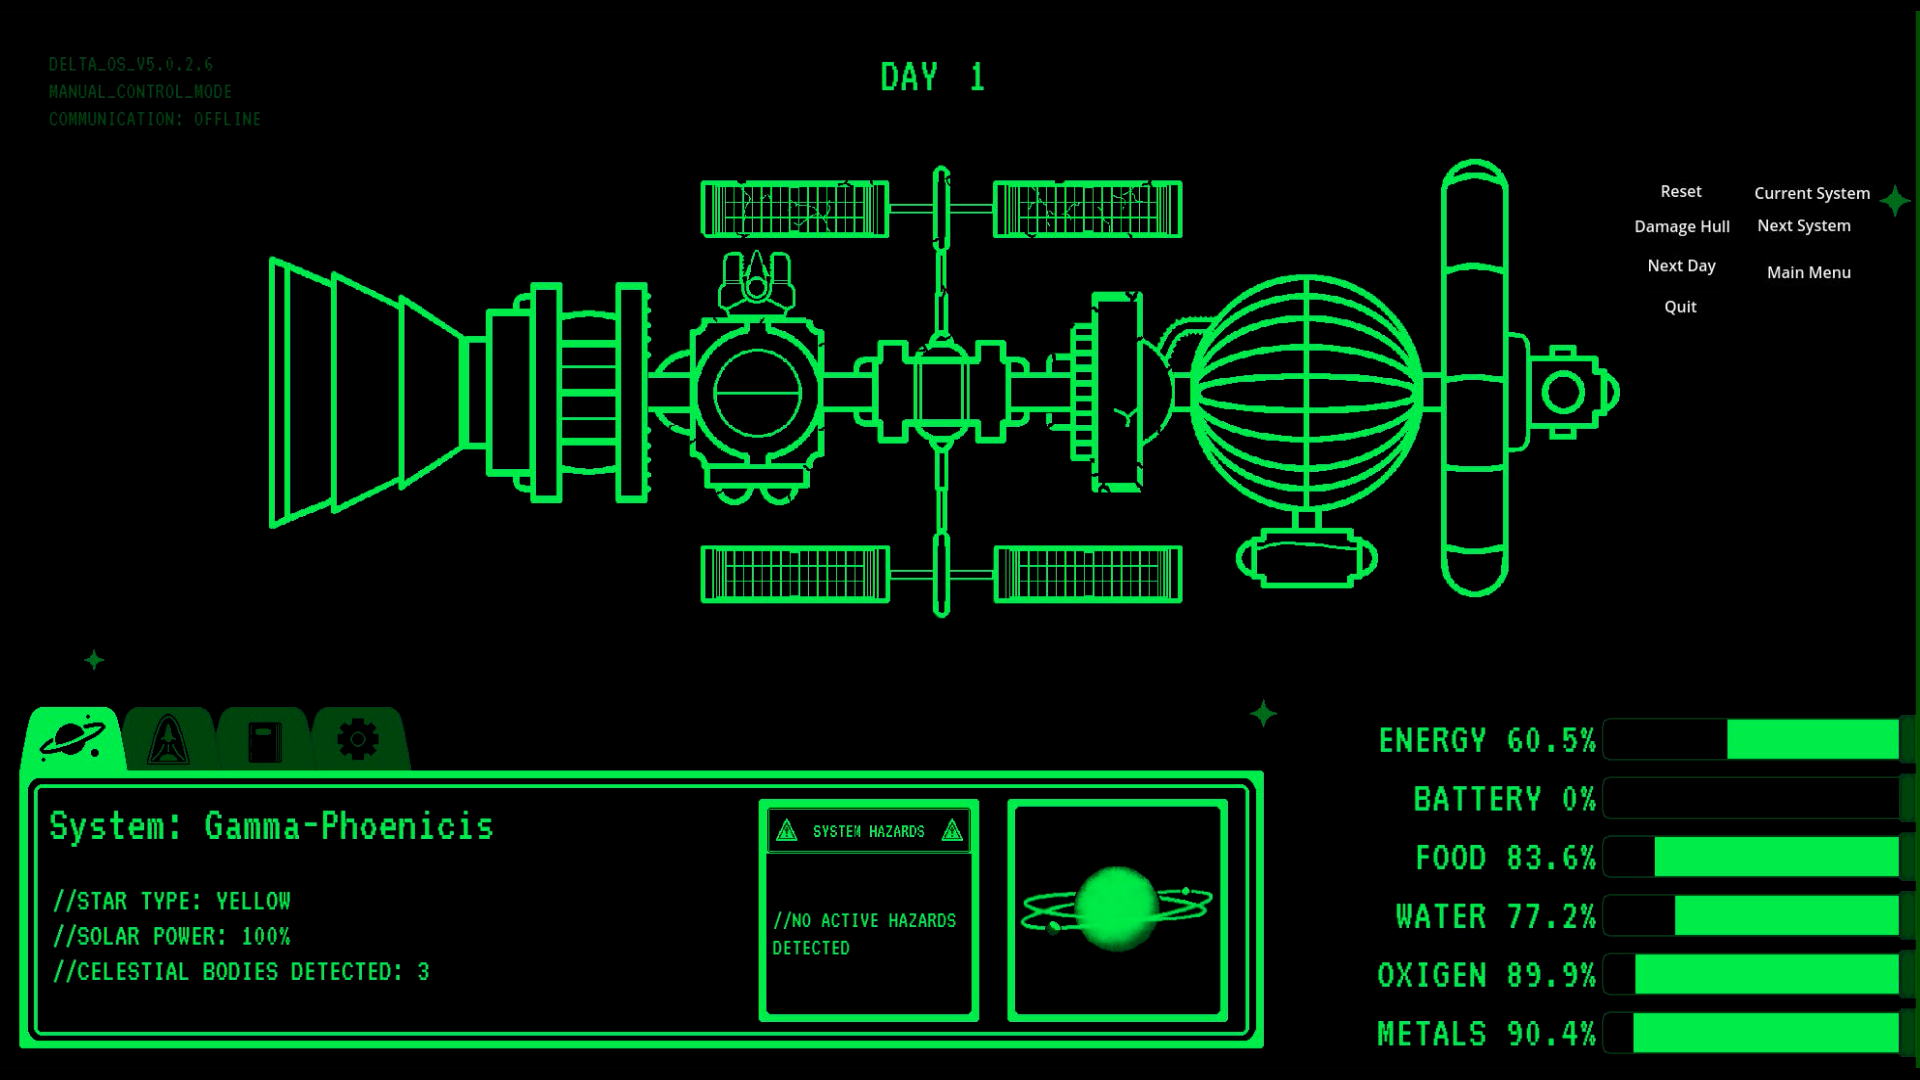 DELTA_OS_V5.0.2.6
MANUAL_CONTROL_MODE
COMMUNICATION: OFFLINE
DAY 1
Reset
Current System
Damage Hull
Next System
Next Day
Main Menu
Quit
System: Gamma-Phoenicis
//STAR TYPE: YELLOW
//SOLAR POWER: 100%
//CELESTIAL BODIES DETECTED: 3
SYSTEM HAZARDS
//NO ACTIVE HAZARDS
DETECTED
ENERGY 60.5%
BATTERY 0%
FOOD 83.6%
WATER 77.2%
OXIGEN 89.9%
METALS 90.4%